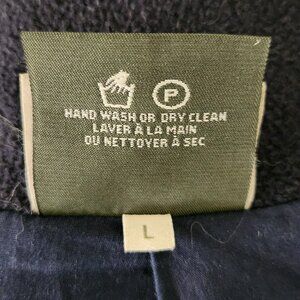 P
HAND WASH OR DRY CLEAN
LAVER À LA MAIN
OU NETTOYER À SEC
L